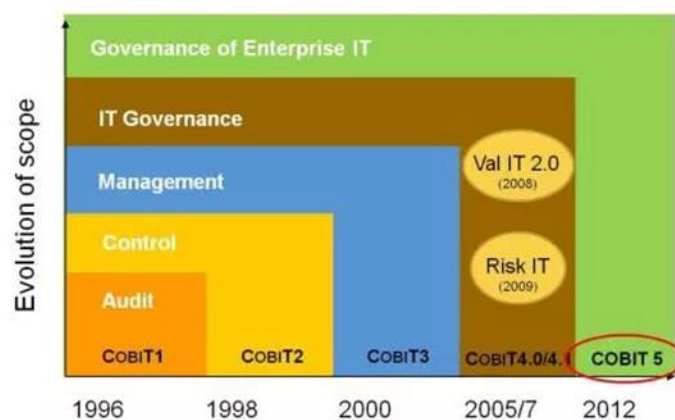 Governance of Enterprise IT
IT Governance
Val IT 2.0
(2008)
Management
Control
Risk IT
(2009)
Audit
COBIT1
COBIT2
COBIT3
COBIT4.0/4.
COBIT 5
Evolution of scope
1996
1998
2000
2005/7
2012